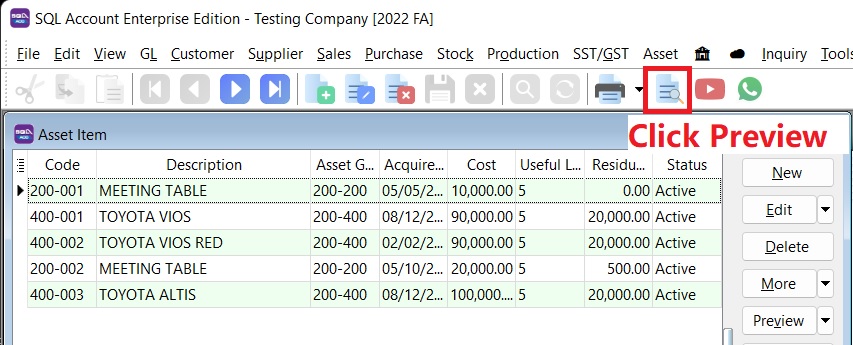 SQL Account Enterprise Edition - Testing Company [2022 FA]
File Edit View GL Customer Supplier Sales Purchase Stock Production SST/GST Asset Inquiry Tools
Click Preview
SQL
ACC
Asset Item
Code Description Asset G... Acquire... Cost Useful L... Residu... Status
200-001 MEETING TABLE 200-200 05/05/2... 10,000.00 5 0.00 Active
400-001 TOYOTA VIOS 200-400 08/12/2... 90,000.00 5 20,000.00 Active
400-002 TOYOTA VIOS RED 200-400 02/02/2... 90,000.00 5 20,000.00 Active
200-002 MEETING TABLE 200-200 05/10/2... 20,000.00 5 500.00 Active
400-003 TOYOTA ALTIS 200-400 08/12/2... 100,000.... 5 20,000.00 Active
New
Edit
Delete
More
Preview